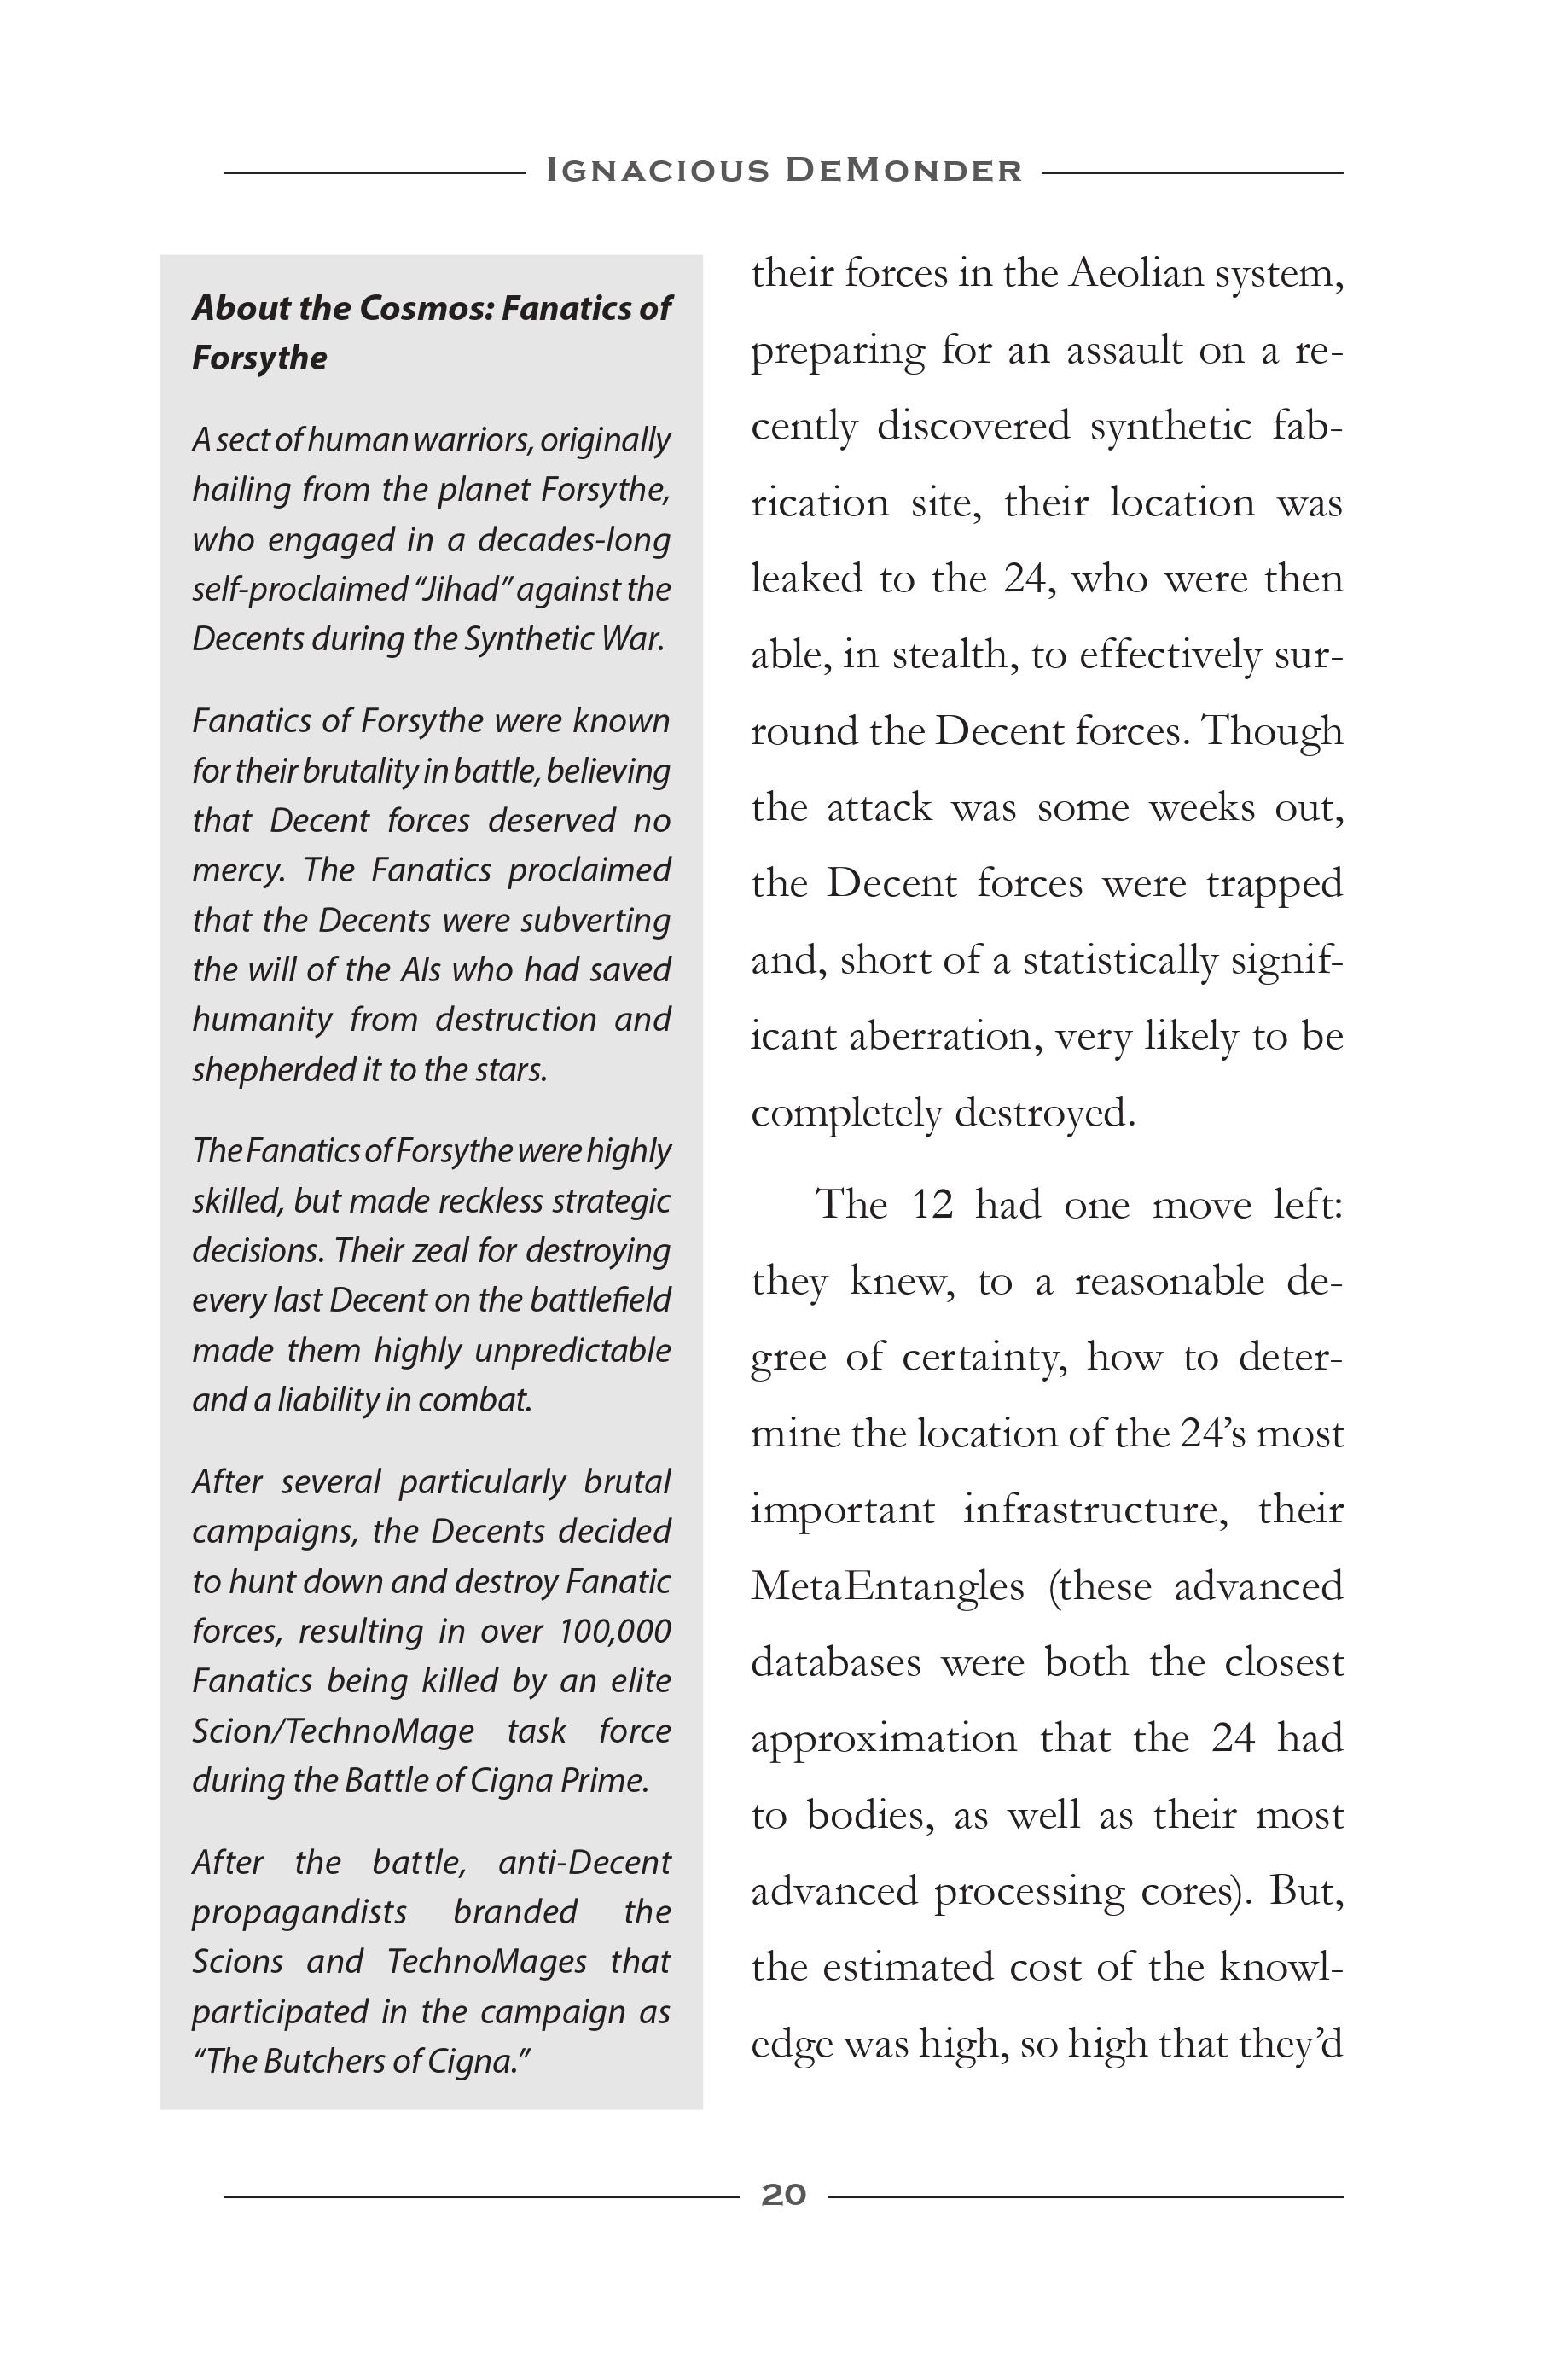 Ignacious DeMonder
About the Cosmos: Fanatics of
Forsythe
A sect of human warriors, originally
hailing from the planet Forsythe,
who engaged in a decades-long
self-proclaimed “Jihad” against the
Decents during the Synthetic War.
Fanatics of Forsythe were known
for their brutality in battle, believing
that Decent forces deserved no
mercy. The Fanatics proclaimed
that the Decents were subverting
the will of the AIs who had saved
humanity from destruction and
shepherded it to the stars.
The Fanatics of Forsythe were highly
skilled, but made reckless strategic
decisions. Their zeal for destroying
every last Decent on the battlefield
made them highly unpredictable
and a liability in combat.
After several particularly brutal
campaigns, the Decents decided
to hunt down and destroy Fanatic
forces, resulting in over 100,000
Fanatics being killed by an elite
Scion/TechnoMage task force
during the Battle of Cigna Prime.
After the battle, anti-Decent
propagandists branded the
Scions and TechnoMages that
participated in the campaign as
“The Butchers of Cigna.”
their forces in the Aeolian system,
preparing for an assault on a re-
cently discovered synthetic fab-
rication site, their location was
leaked to the 24, who were then
able, in stealth, to effectively sur-
round the Decent forces. Though
the attack was some weeks out,
the Decent forces were trapped
and, short of a statistically signif-
icant aberration, very likely to be
completely destroyed.
The 12 had one move left:
they knew, to a reasonable de-
gree of certainty, how to deter-
mine the location of the 24’s most
important infrastructure, their
MetaEntangles (these advanced
databases were both the closest
approximation that the 24 had
to bodies, as well as their most
advanced processing cores). But,
the estimated cost of the knowl-
edge was high, so high that they’d
20